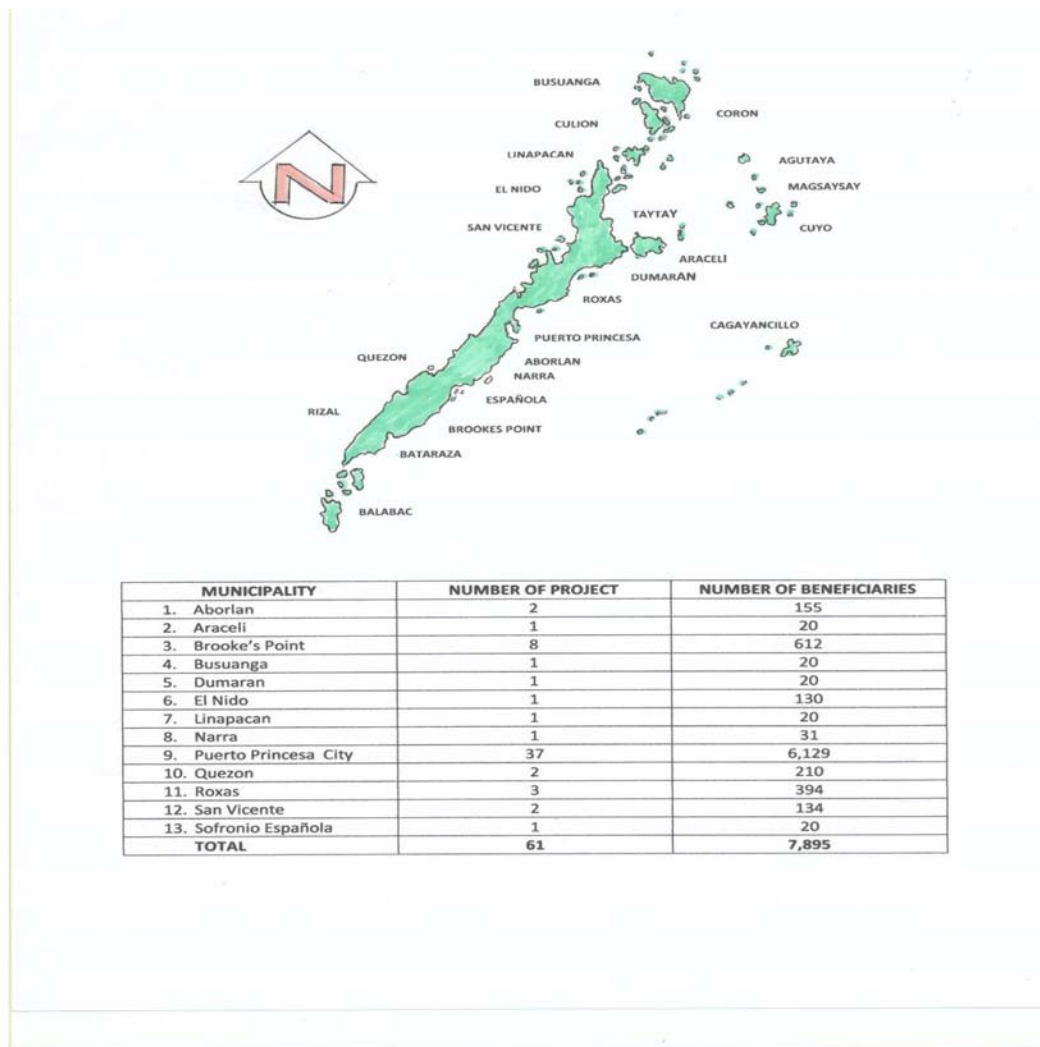 BUSUANGA
CORON
CULION
LINAPACAN
AGUTAYA
EL NIDO
MAGSAYSAY
N
TAYTAY
SAN VICENTE
CUYO
ARACELI
DUMARAN
ROXAS
CAGAYANCILLO
PUERTO PRINCESA
QUEZON
ABORLAN
NARRA
ESPAÑOLA
RIZAL
BROOKES POINT
BATARAZA
BALABAC
MUNICIPALITY NUMBER OF PROJECT NUMBER OF BENEFICIARIES
1. Aborlan 2 155
2. Araceli 1 20
3. Brooke's Point 8 612
4. Busuanga 1 20
5. Dumaran 1 20
6. El Nido 1 130
7. Linapacan 1 20
8. Narra 1 31
9. Puerto Princesa City 37 6,129
10. Quezon 2 210
11. Roxas 3 394
12. San Vicente 2 134
13. Sofronio Española 1 20
TOTAL 61 7,895